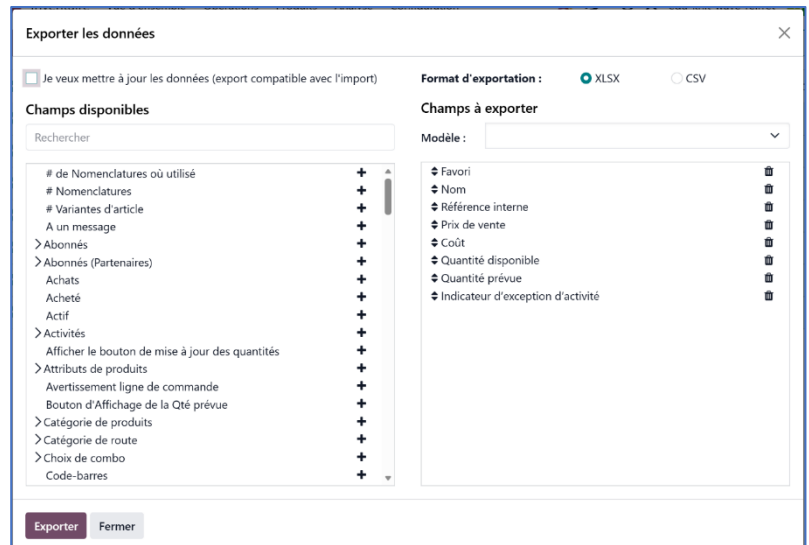 Exporter les données
Je veux mettre à jour les données (export compatible avec l'import)
Format d'exportation :
XLSX
CSV
Champs disponibles
Rechercher
# de Nomenclatures où utilisé
# Nomenclatures
# Variantes d'article
A un message
Abonnés
Abonnés (Partenaires)
Achats
Acheté
Actif
Activités
Afficher le bouton de mise à jour des quantités
Attributs de produits
Avertissement ligne de commande
Bouton d'Affichage de la Qté prévue
Catégorie de produits
Catégorie de route
Choix de combo
Code-barres
Champs à exporter
Modèle :
Favori
Nom
Référence interne
Prix de vente
Coût
Quantité disponible
Quantité prévue
Indicateur d'exception d'activité
Exporter
Fermer